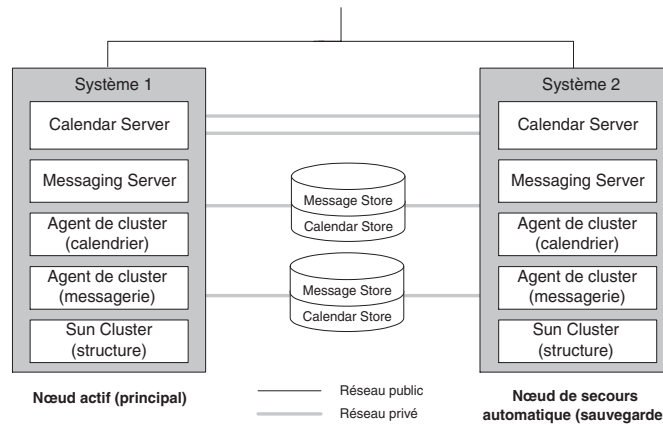 Système 1
Calendar Server
Messaging Server
Agent de cluster
(calendrier)
Agent de cluster
(messagerie)
Sun Cluster
(structure)
Nœud actif (principal)
Message Store
Calendar Store
Message Store
Calendar Store
Réseau public
Réseau privé
Système 2
Calendar Server
Messaging Server
Agent de cluster
(calendrier)
Agent de cluster
(messagerie)
Sun Cluster
(structure)
Nœud de secours
automatique (sauvegarde